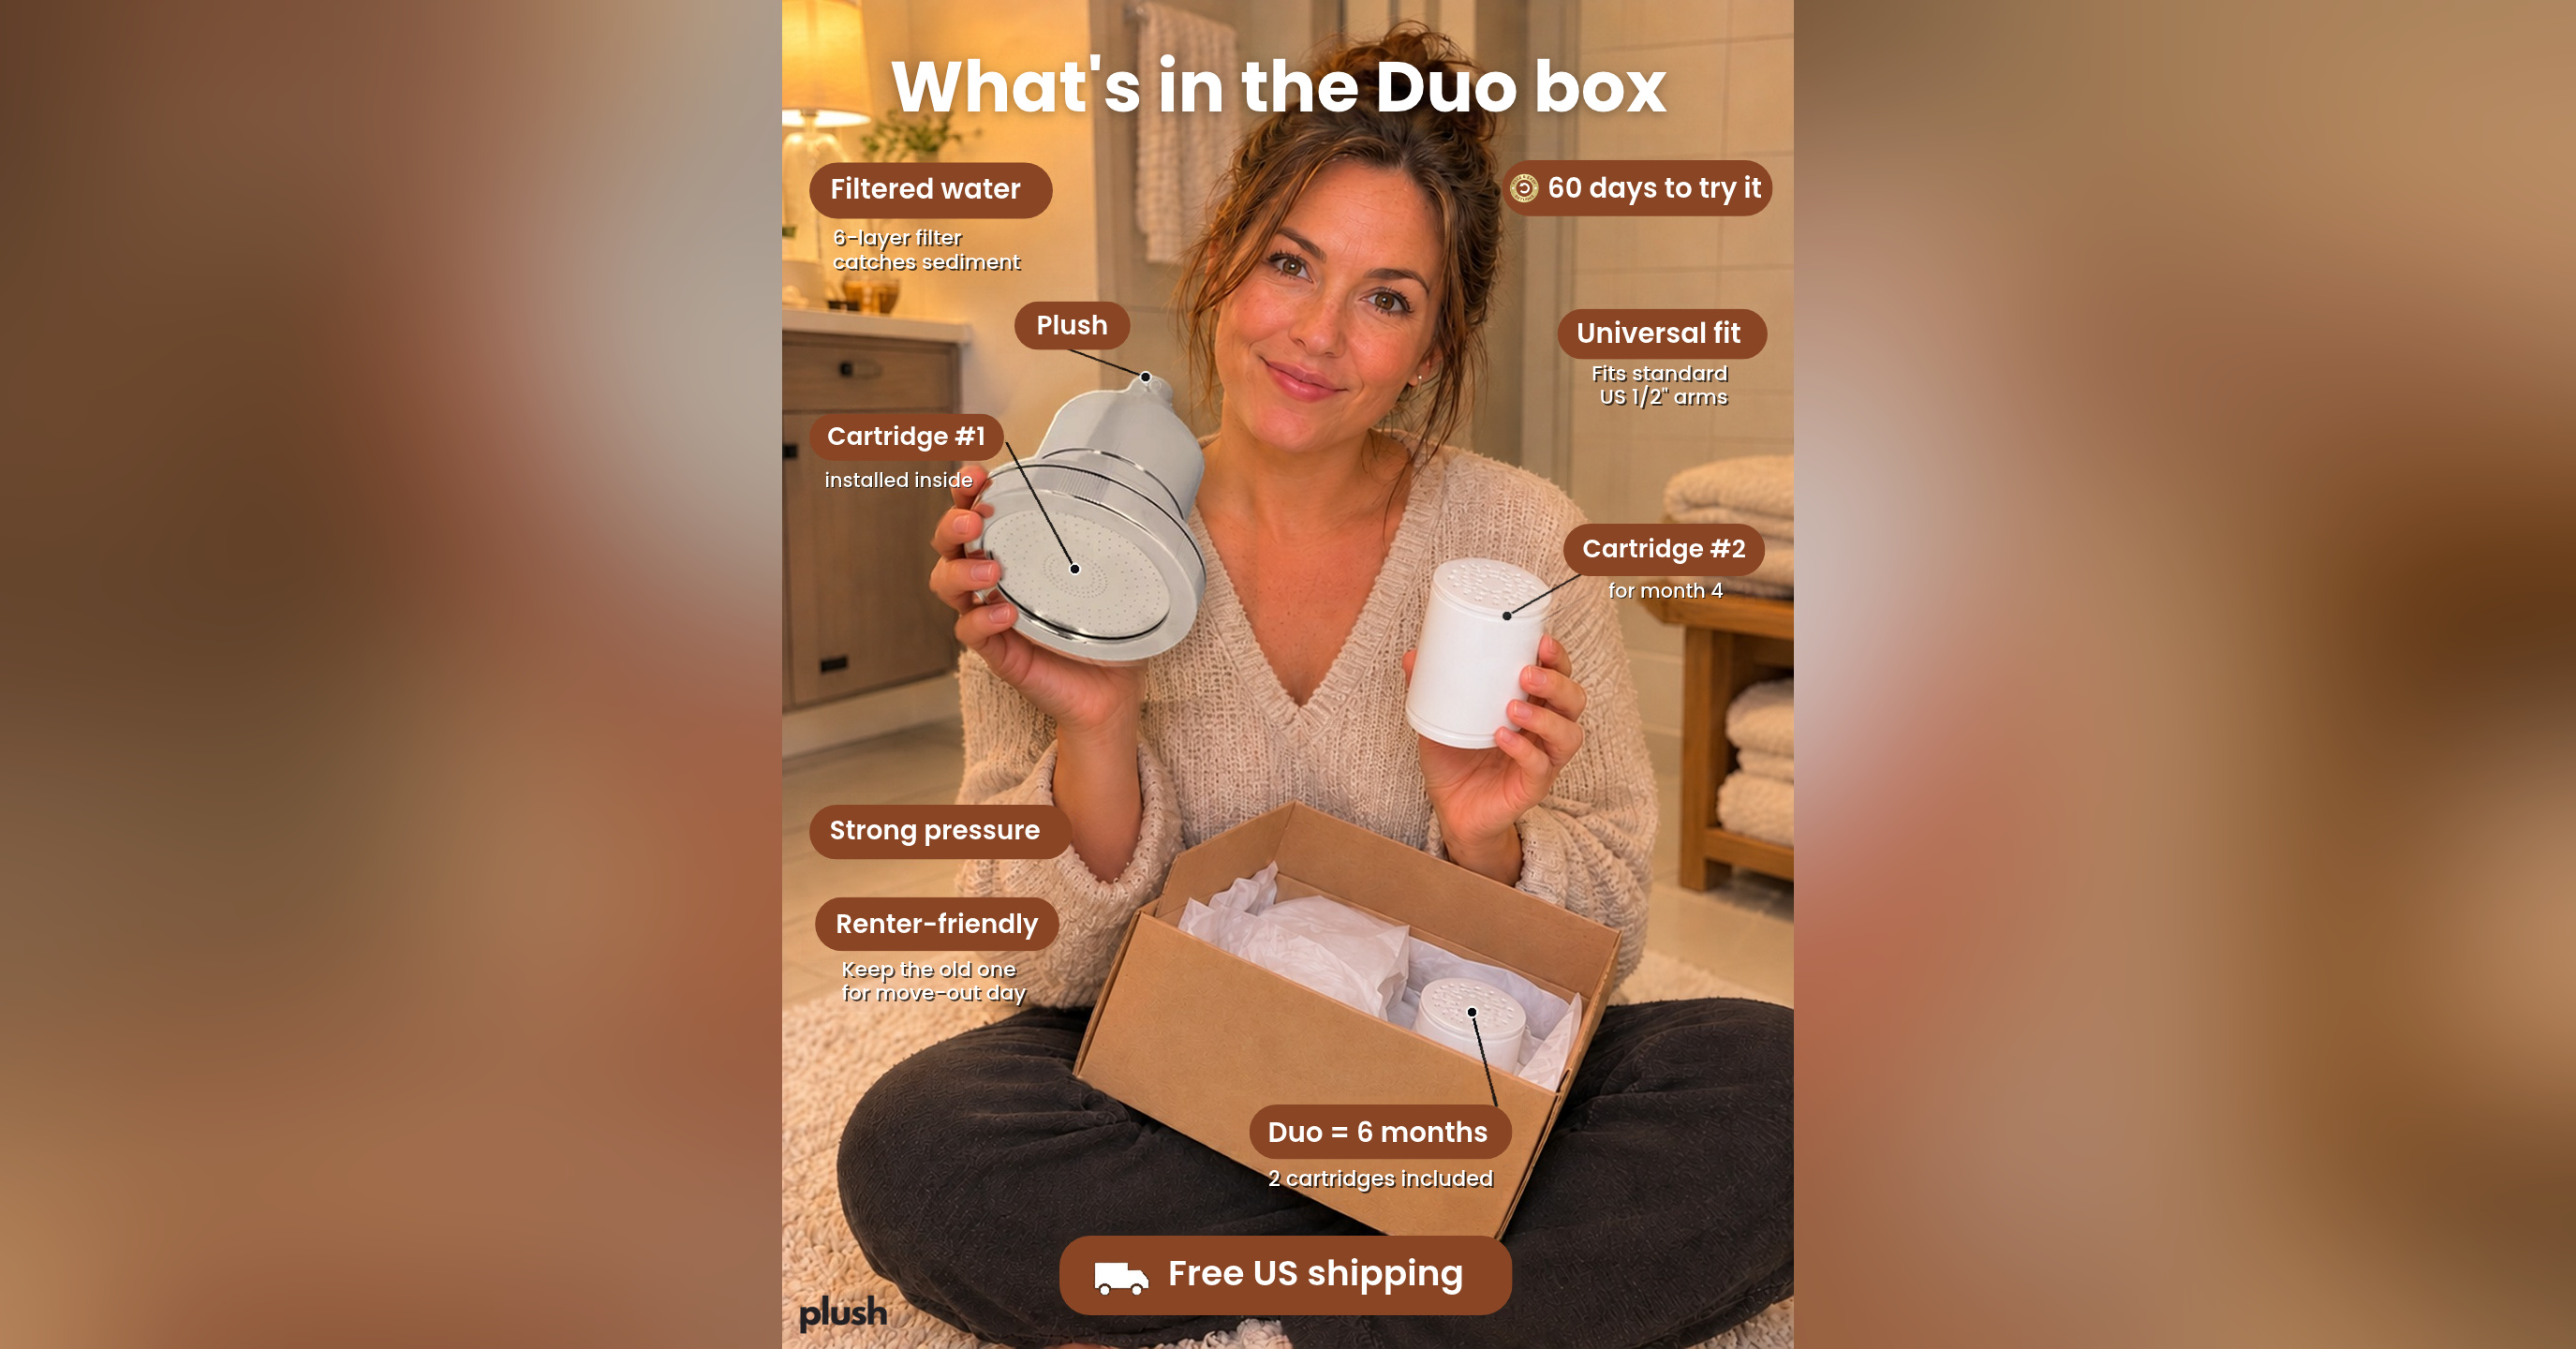 What's in the Duo box
Filtered water
6-layer filter
catches sediment
60 days to try it
Plush
Universal fit
Fits standard
US 1/2" arms
Cartridge #1
installed inside
Cartridge #2
for month 4
Strong pressure
Renter-friendly
Keep the old one
for move-out day
Duo = 6 months
2 cartridges included
Free US shipping
plush